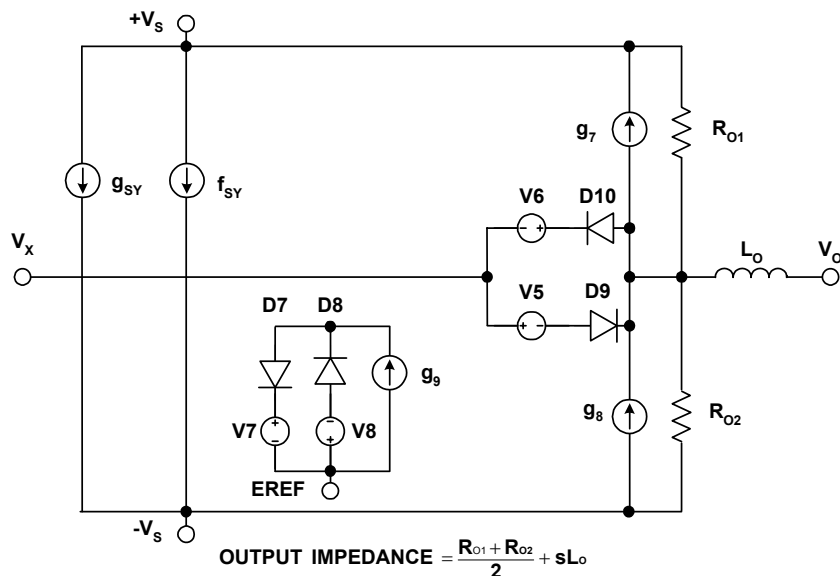 +VS
g7
RO1
gSY
fSY
V6 D10
VX
LO
VO
V5 D9
D7 D8
g9
g8
RO2
V7
V8
EREF
-VS
OUTPUT IMPEDANCE = (RO1 + RO2)/2 + sLO